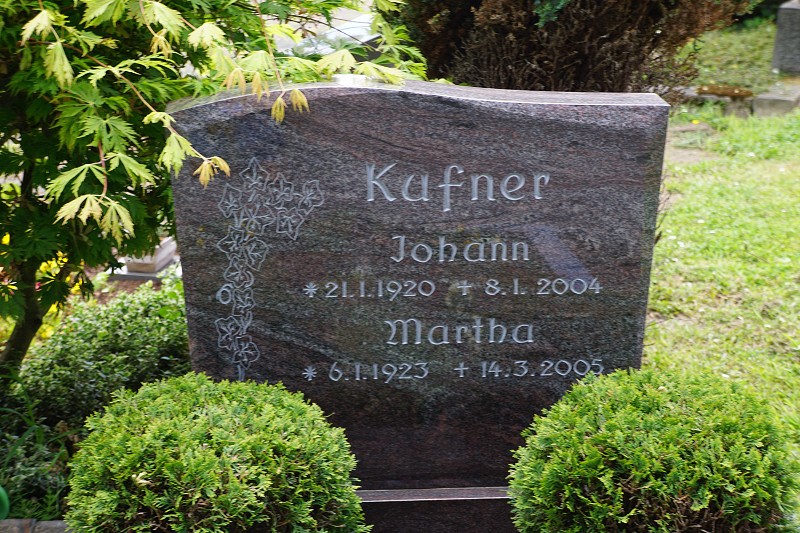 Kufner
Johann
*21.1.1920 +8.1.2004
Martha
*6.1.1923 +14.3.2005